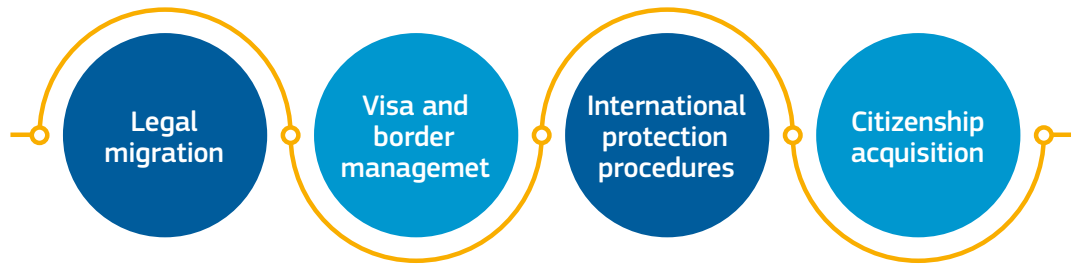 Legal
migration
Visa and
border
managemet
International
protection
procedures
Citizenship
acquisition